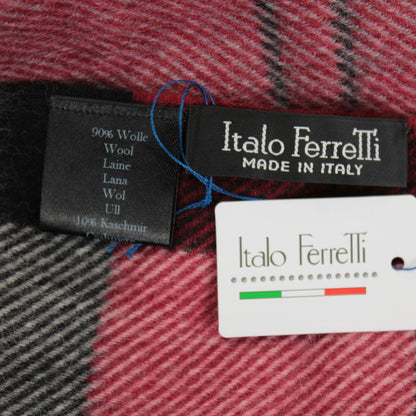 90% Wolle
Wool
Laine
Lana
Wol
Ull
10% Kaschmir
Italo Ferretti
MADE IN ITALY
Italo Ferretti